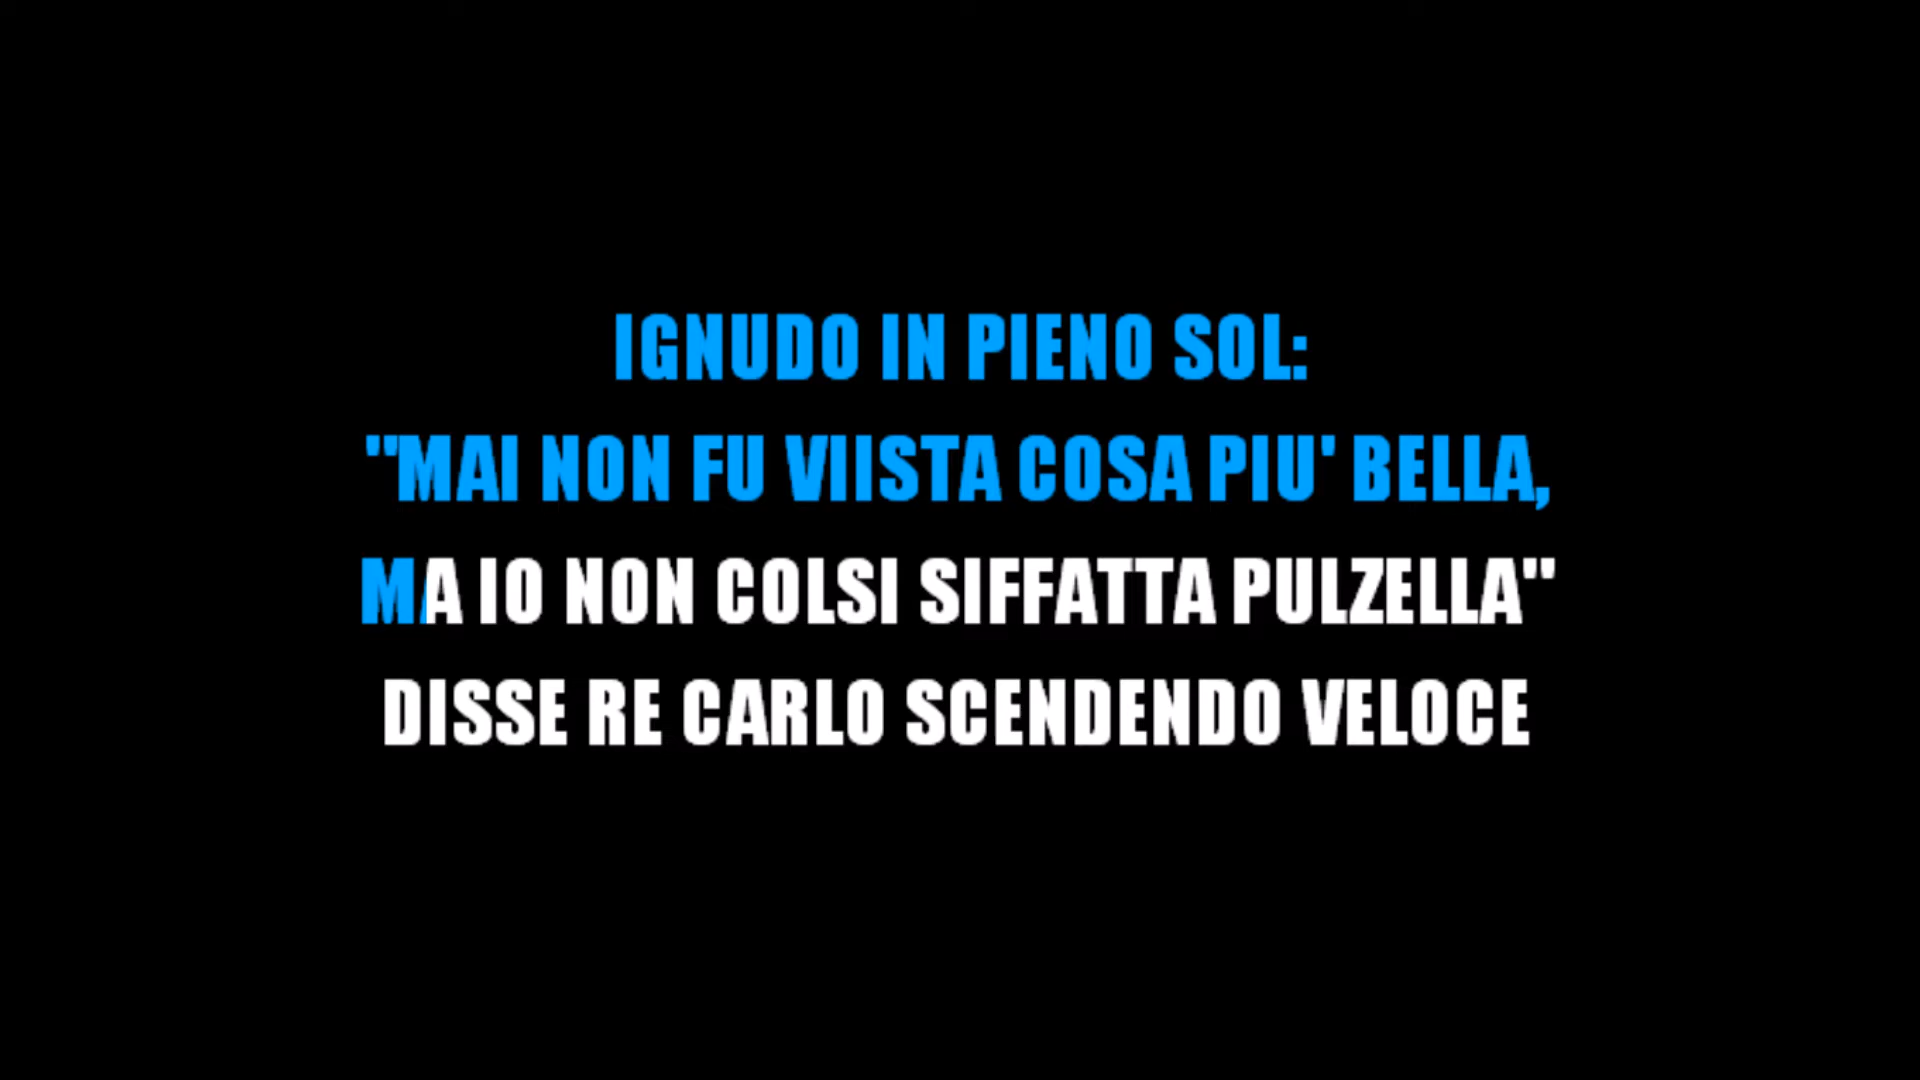 IGNUDO IN PIENO SOL:
"MAI NON FU VIISTA COSA PIU' BELLA,
MA IO NON COLSI SIFFATTA PULZELLA"
DISSE RE CARLO SCENDENDO VELOCE